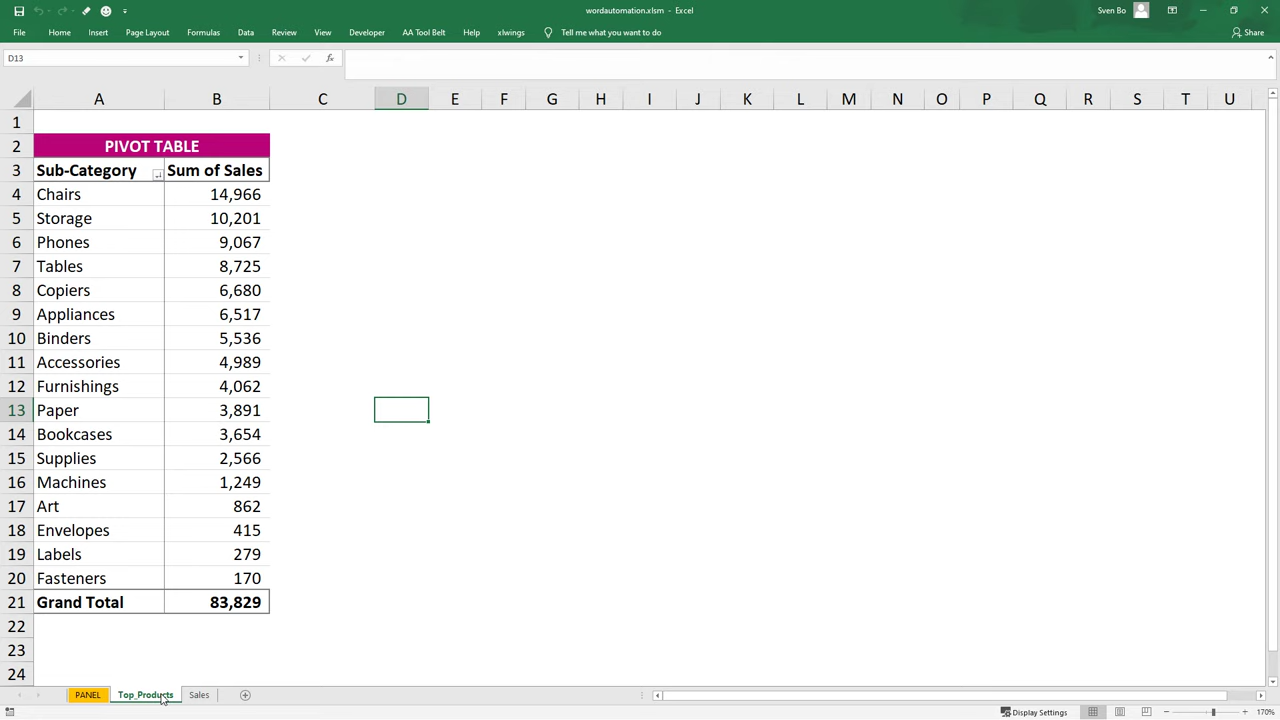 wordautomation.xlsm - Excel
Sven Bo
File Home Insert Page Layout Formulas Data Review View Developer AA Tool Belt Help xlwings Tell me what you want to do Share
D13 fx
A B C D E F G H I J K L M N O P Q R S T U
1
2 PIVOT TABLE
3 Sub-Category Sum of Sales
4 Chairs 14,966
5 Storage 10,201
6 Phones 9,067
7 Tables 8,725
8 Copiers 6,680
9 Appliances 6,517
10 Binders 5,536
11 Accessories 4,989
12 Furnishings 4,062
13 Paper 3,891
14 Bookcases 3,654
15 Supplies 2,566
16 Machines 1,249
17 Art 862
18 Envelopes 415
19 Labels 279
20 Fasteners 170
21 Grand Total 83,829
22
23
24
PANEL Top_Products Sales
Display Settings 170%